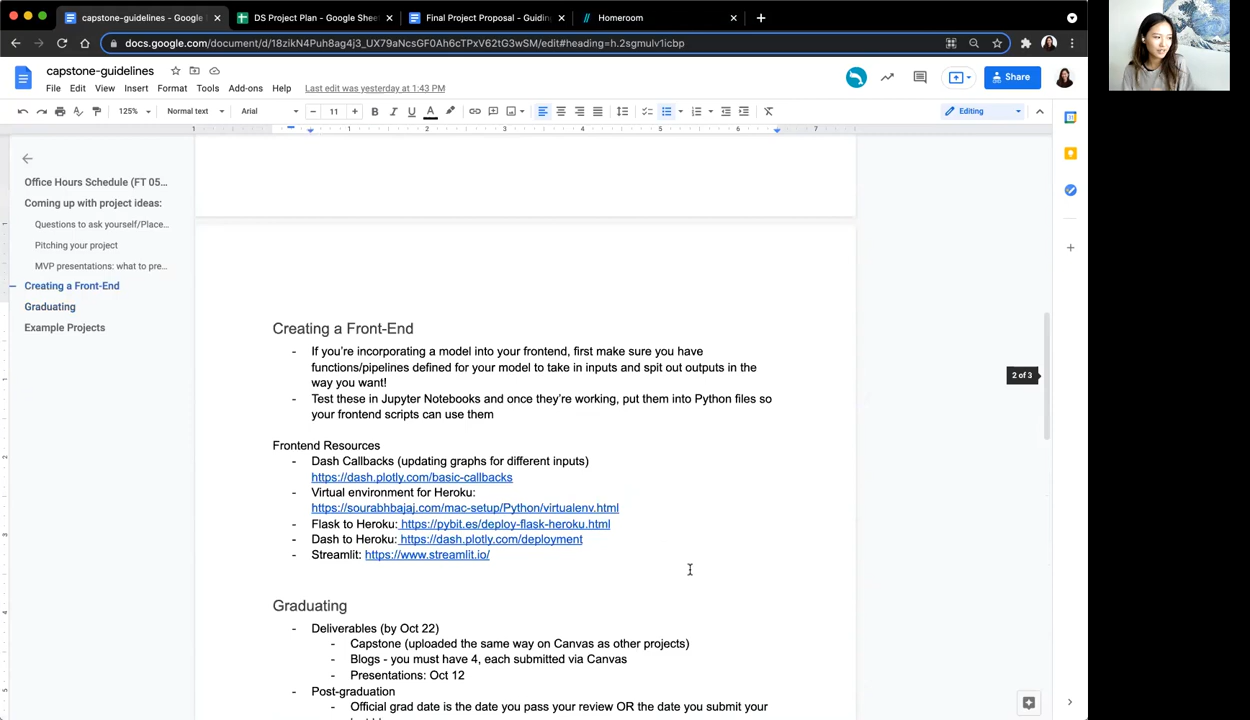 capstone-guidelines - Google
DS Project Plan - Google Shee
Final Project Proposal - Guidin
Homeroom
docs.google.com/document/d/18zikN4Puh8ag4j3_UX79aNcsGF0Ah6cTPxV62tG3wSM/edit#heading=h.2sgmulv1icbp
capstone-guidelines
Share
File Edit View Insert Format Tools Add-ons Help Last edit was yesterday at 1:43 PM
125% Normal text Arial 11 B I U A Editing
1 1 2 3 4 5 6 7
Office Hours Schedule (FT 05...
Coming up with project ideas:
Questions to ask yourself/Place...
Pitching your project
MVP presentations: what to pre...
Creating a Front-End
Graduating
Example Projects
Creating a Front-End
- If you're incorporating a model into your frontend, first make sure you have
functions/pipelines defined for your model to take in inputs and spit out outputs in the
way you want!
- Test these in Jupyter Notebooks and once they're working, put them into Python files so
your frontend scripts can use them
2 of 3
Frontend Resources
- Dash Callbacks (updating graphs for different inputs)
https://dash.plotly.com/basic-callbacks
- Virtual environment for Heroku:
https://sourabhbajaj.com/mac-setup/Python/virtualenv.html
- Flask to Heroku: https://pybit.es/deploy-flask-heroku.html
- Dash to Heroku: https://dash.plotly.com/deployment
- Streamlit: https://www.streamlit.io/
Graduating
- Deliverables (by Oct 22)
- Capstone (uploaded the same way on Canvas as other projects)
- Blogs - you must have 4, each submitted via Canvas
- Presentations: Oct 12
- Post-graduation
- Official grad date is the date you pass your review OR the date you submit your